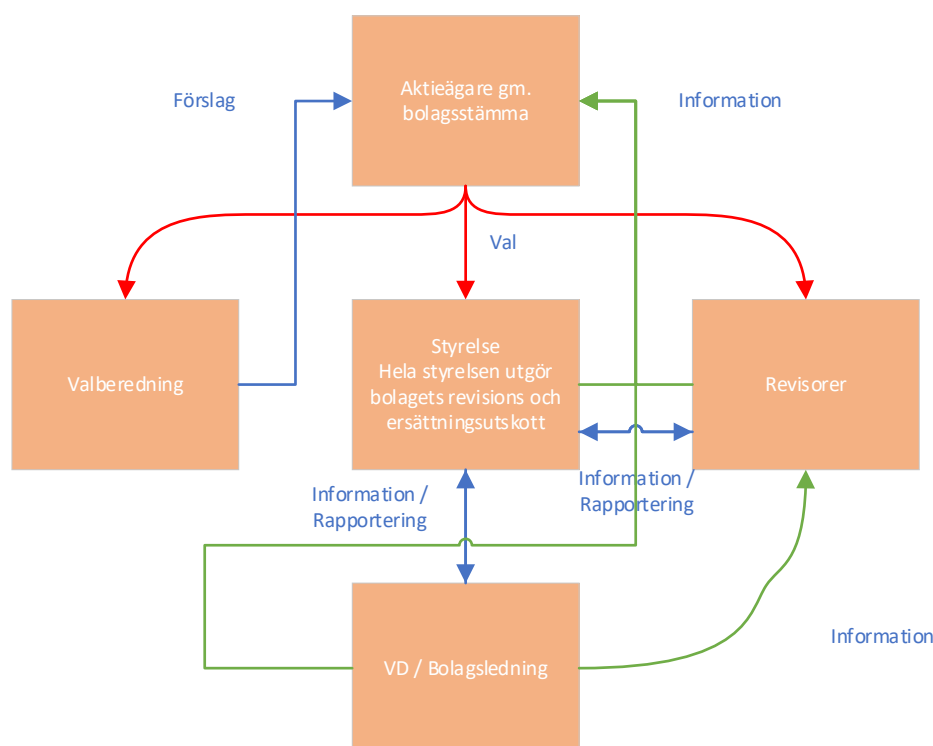 Aktieägare gm.
bolagsstämma
Förslag
Information
Val
Valberedning
Styrelse
Hela styrelsen utgör
bolagets revisions och
ersättningsutskott
Revisorer
Information /
Rapportering
Information /
Rapportering
VD / Bolagsledning
Information